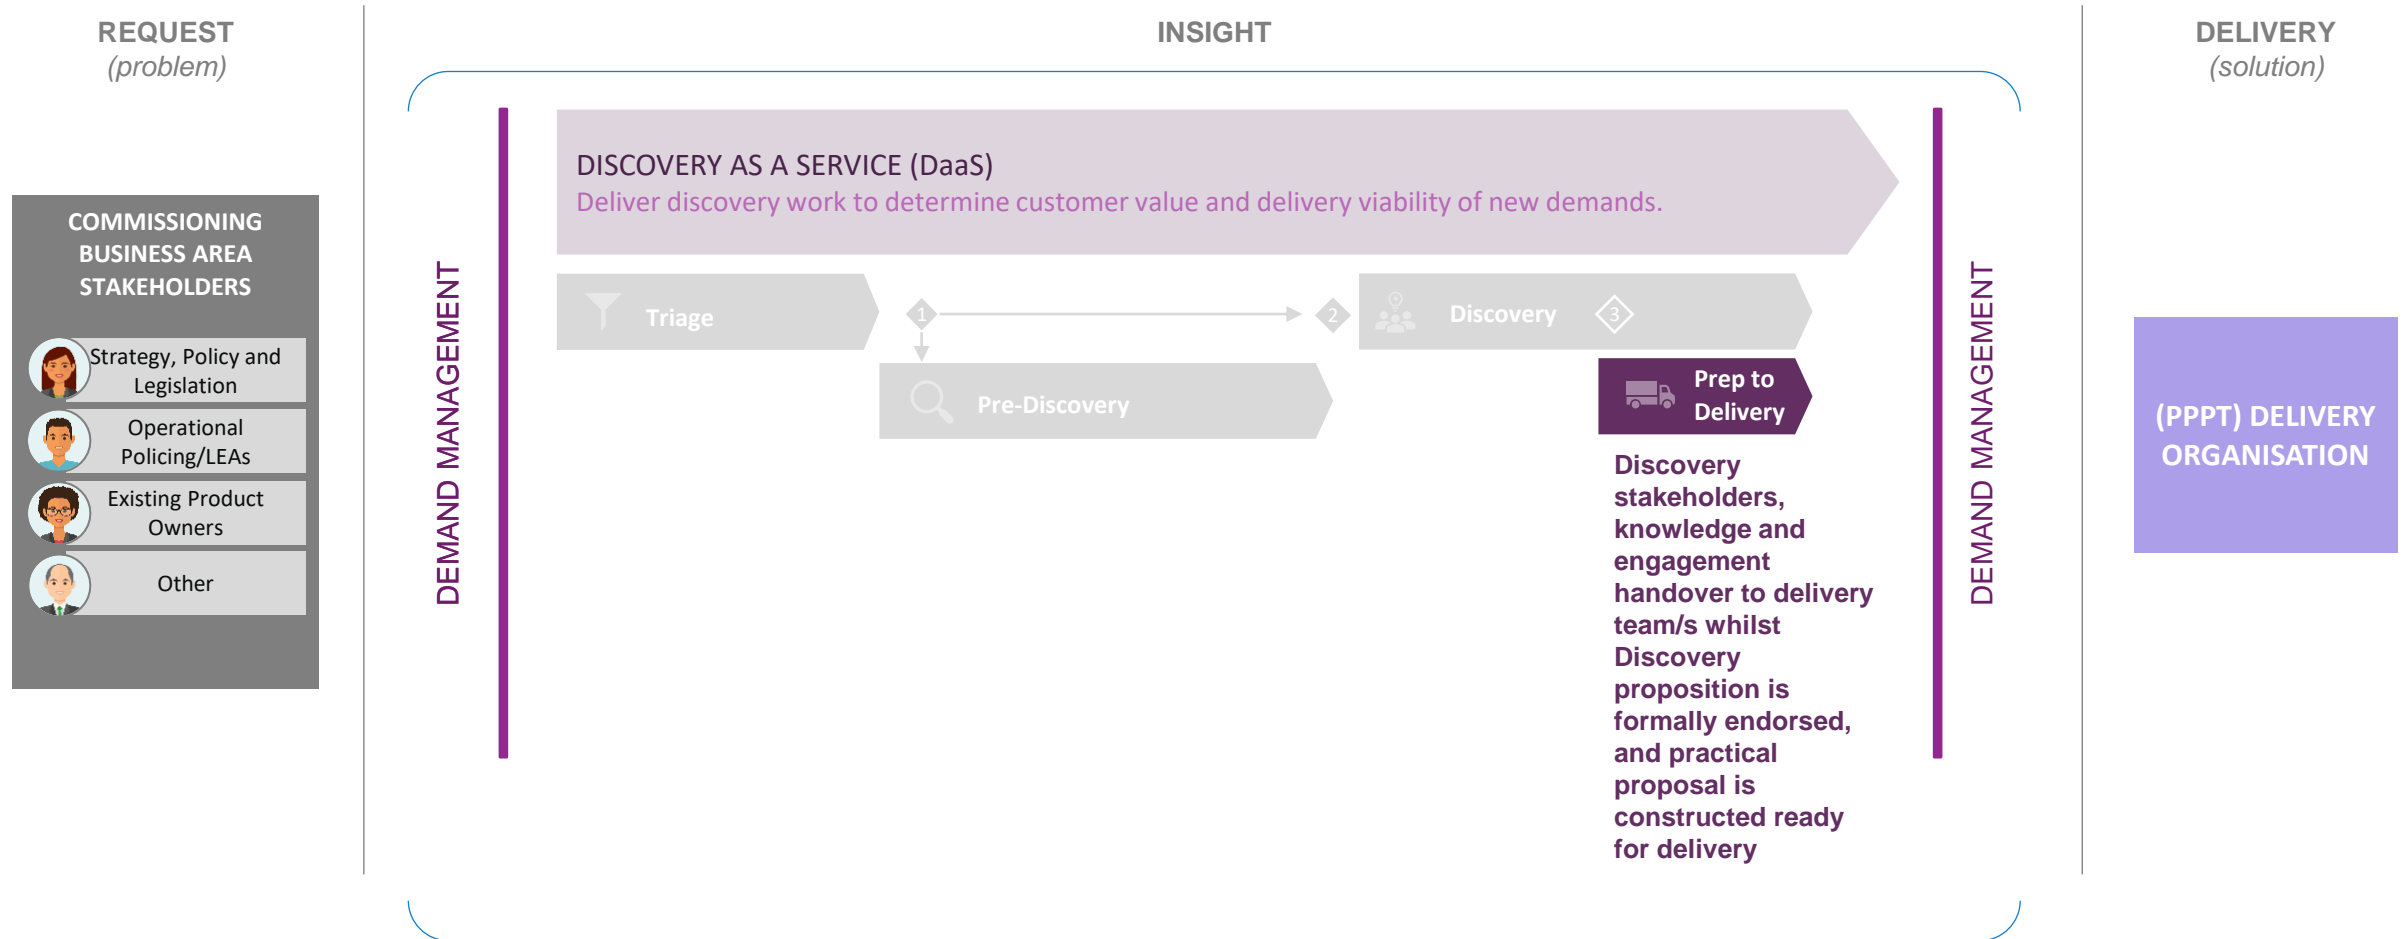 REQUEST
(problem)
INSIGHT
DELIVERY
(solution)
COMMISSIONING
BUSINESS AREA
STAKEHOLDERS
Strategy, Policy and
Legislation
Operational
Policing/LEAs
Existing Product
Owners
Other
DEMAND MANAGEMENT
DISCOVERY AS A SERVICE (DaaS)
Deliver discovery work to determine customer value and delivery viability of new demands.
Triage
1
2
Discovery
3
Pre-Discovery
Prep to
Delivery
Discovery
stakeholders,
knowledge and
engagement
handover to delivery
team/s whilst
Discovery
proposition is
formally endorsed,
and practical
proposal is
constructed ready
for delivery
DEMAND MANAGEMENT
(PPPT) DELIVERY
ORGANISATION